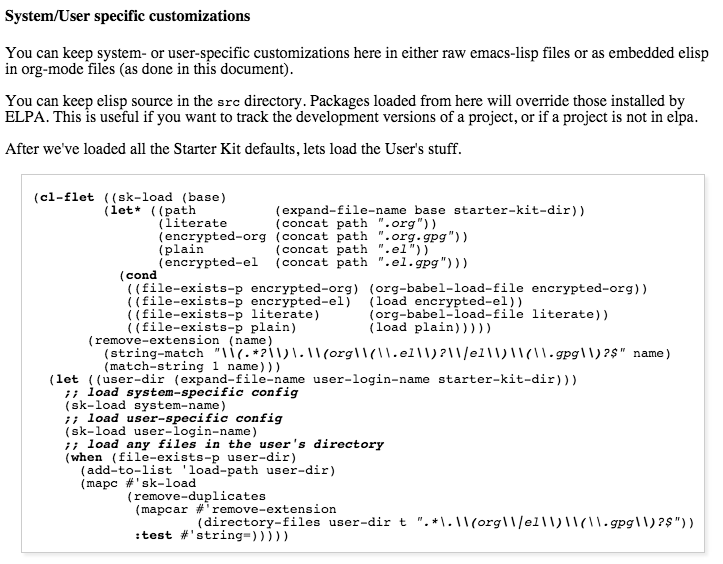 System/User specific customizations
You can keep system- or user-specific customizations here in either raw emacs-lisp files or as embedded elisp
in org-mode files (as done in this document).
You can keep elisp source in the src directory. Packages loaded from here will override those installed by
ELPA. This is useful if you want to track the development versions of a project, or if a project is not in elpa.
After we've loaded all the Starter Kit defaults, lets load the User's stuff.
(cl-flet ((sk-load (base)
         (let* ((path          (expand-file-name base starter-kit-dir))
                (literate      (concat path ".org"))
                (encrypted-org (concat path ".org.gpg"))
                (plain         (concat path ".el"))
                (encrypted-el  (concat path ".el.gpg")))
           (cond
            ((file-exists-p encrypted-org) (org-babel-load-file encrypted-org))
            ((file-exists-p encrypted-el)  (load encrypted-el))
            ((file-exists-p literate)      (org-babel-load-file literate))
            ((file-exists-p plain)         (load plain)))))
       (remove-extension (name)
         (string-match "\\(.*?\\)\.\\(org\\(\\.el\\)?\\|el\\)\\(\\.gpg\\)?$" name)
         (match-string 1 name)))
  (let ((user-dir (expand-file-name user-login-name starter-kit-dir)))
    ;; load system-specific config
    (sk-load system-name)
    ;; load user-specific config
    (sk-load user-login-name)
    ;; load any files in the user's directory
    (when (file-exists-p user-dir)
      (add-to-list 'load-path user-dir)
      (mapc #'sk-load
            (remove-duplicates
             (mapcar #'remove-extension
                     (directory-files user-dir t ".*\.\\(org\\|el\\)\\(\\.gpg\\)?$"))
             :test #'string=)))))